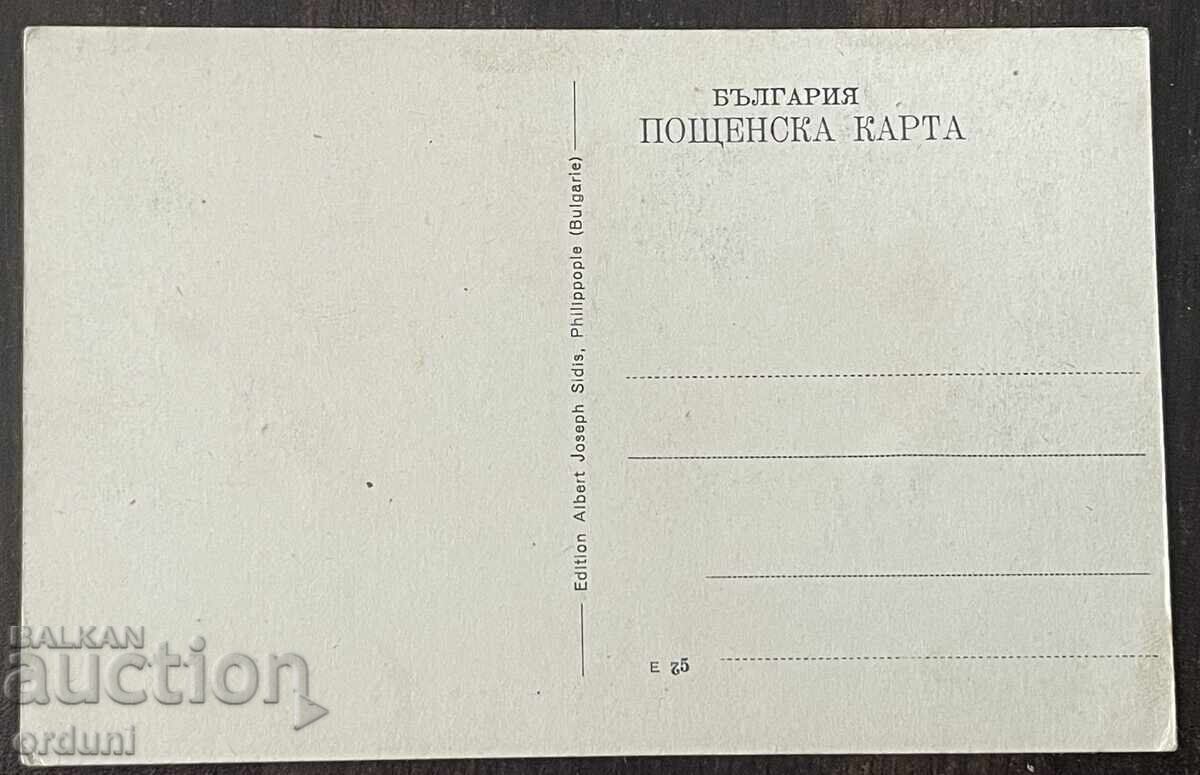 БЪЛГАРИЯ
ПОЩЕНСКА КАРТА
Edition Albert Joseph Sidis, Philippople (Bulgarie)
E 25
BALKAN
auction
orduni